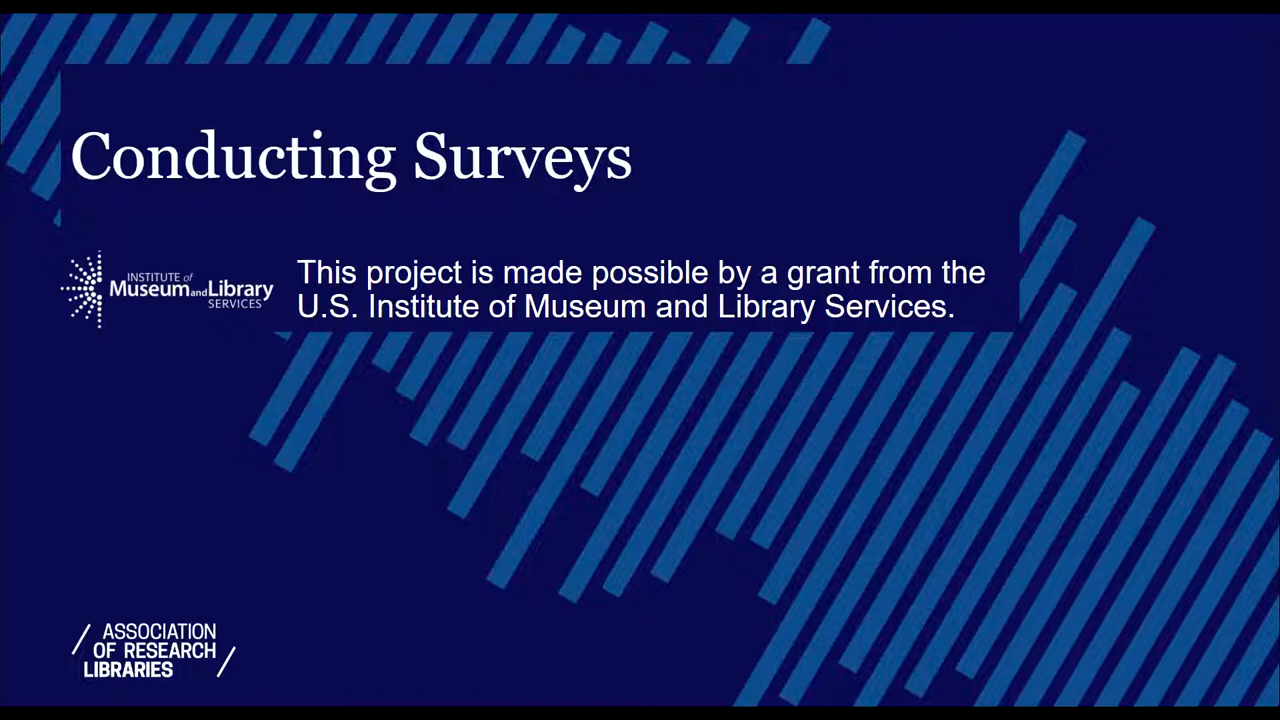 Conducting Surveys
INSTITUTE of
Museum and Library
SERVICES
This project is made possible by a grant from the
U.S. Institute of Museum and Library Services.
ASSOCIATION
OF RESEARCH
LIBRARIES